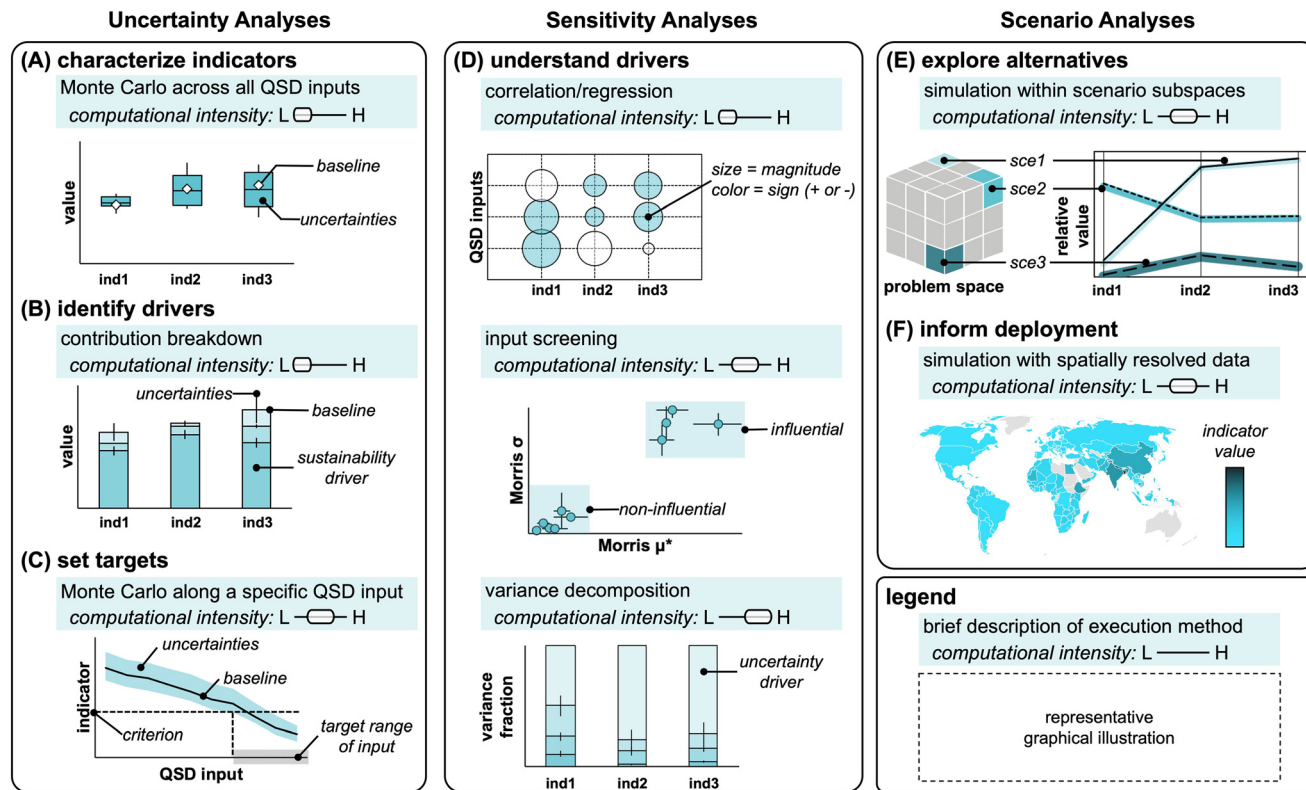 Uncertainty Analyses
(A) characterize indicators
Monte Carlo across all QSD inputs
computational intensity: L H
value
baseline
uncertainties
ind1 ind2 ind3
(B) identify drivers
contribution breakdown
computational intensity: L H
value
uncertainties
baseline
sustainability
driver
ind1 ind2 ind3
(C) set targets
Monte Carlo along a specific QSD input
computational intensity: L H
indicator
uncertainties
baseline
criterion
target range
of input
QSD input
Sensitivity Analyses
(D) understand drivers
correlation/regression
computational intensity: L H
QSD inputs
size = magnitude
color = sign (+ or -)
ind1 ind2 ind3
input screening
computational intensity: L H
Morris σ
influential
non-influential
Morris μ*
variance decomposition
computational intensity: L H
variance
fraction
uncertainty
driver
ind1 ind2 ind3
Scenario Analyses
(E) explore alternatives
simulation within scenario subspaces
computational intensity: L H
sce1
sce2
sce3
problem space
relative
value
ind1 ind2 ind3
(F) inform deployment
simulation with spatially resolved data
computational intensity: L H
indicator
value
legend
brief description of execution method
computational intensity: L H
representative
graphical illustration